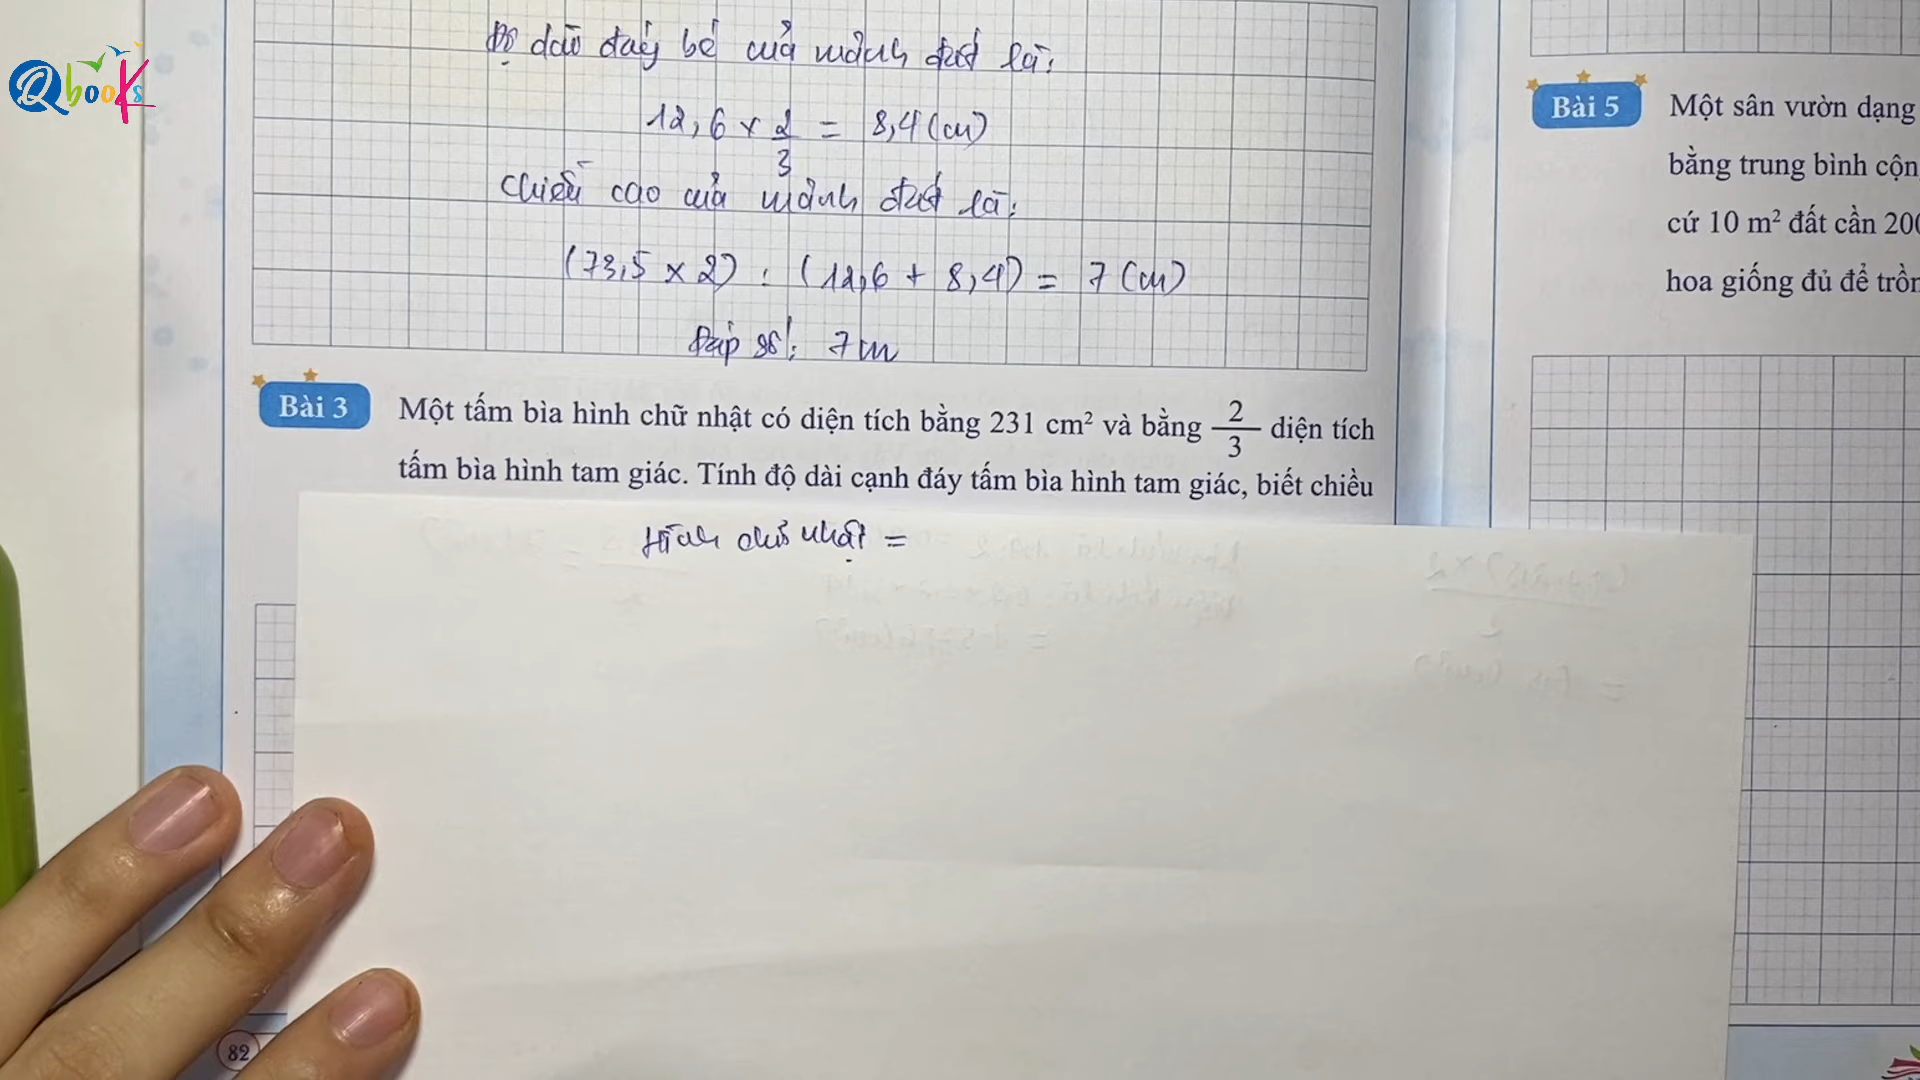 Qbooks
Độ dài đáy bé của mảnh đất là:
12,6 × 2/3 = 8,4 (cm)
Chiều cao của mảnh đất là:
(73,5 × 2) : (12,6 + 8,4) = 7 (cm)
Đáp số: 7cm
Bài 3 Một tấm bìa hình chữ nhật có diện tích bằng 231 cm² và bằng 2/3 diện tích
tấm bìa hình tam giác. Tính độ dài cạnh đáy tấm bìa hình tam giác, biết chiều
Hình chữ nhật =
82
Bài 5 Một sân vườn dạng
bằng trung bình
cứ 10 m² đất cần
hoa giống đủ để